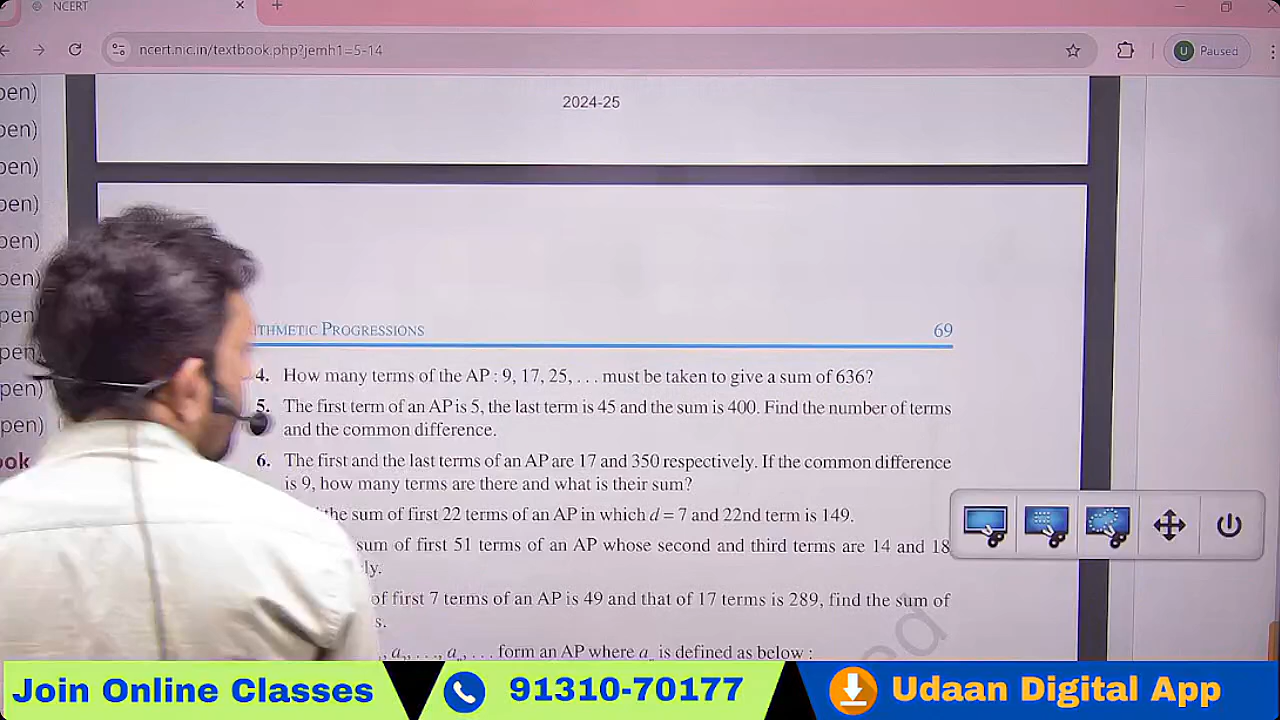 NCERT
ncert.nic.in/textbook.php?jemh1=5-14
U Paused
2024-25
PROGRESSIONS 69
4. How many terms of the AP : 9, 17, 25, . . . must be taken to give a sum of 636?
5. The first term of an AP is 5, the last term is 45 and the sum is 400. Find the number of terms
and the common difference.
6. The first and the last terms of an AP are 17 and 350 respectively. If the common difference
is 9, how many terms are there and what is their sum?
the sum of first 22 terms of an AP in which d = 7 and 22nd term is 149.
sum of first 51 terms of an AP whose second and third terms are 14 and 18
of first 7 terms of an AP is 49 and that of 17 terms is 289, find the sum of
. . . form an AP where aₙ is defined as below :
Join Online Classes
91310-70177
Udaan Digital App